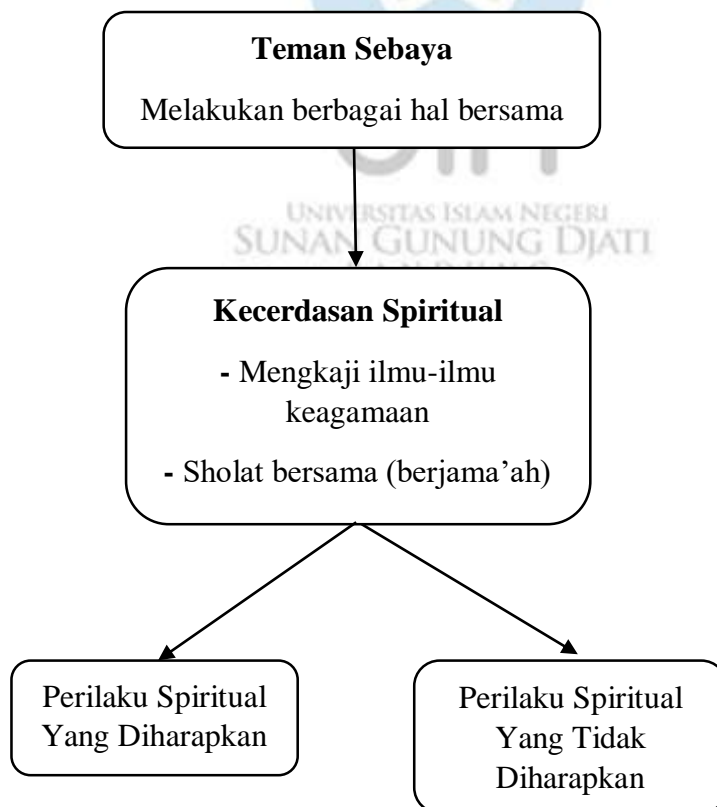 Teman Sebaya
Melakukan berbagai hal bersama
UNIVERSITAS ISLAM NEGERI
SUNAN GUNUNG DJATI
Kecerdasan Spiritual
- Mengkaji ilmu-ilmu
keagamaan
- Sholat bersama (berjama’ah)
Perilaku Spiritual
Yang Diharapkan
Perilaku Spiritual
Yang Tidak
Diharapkan